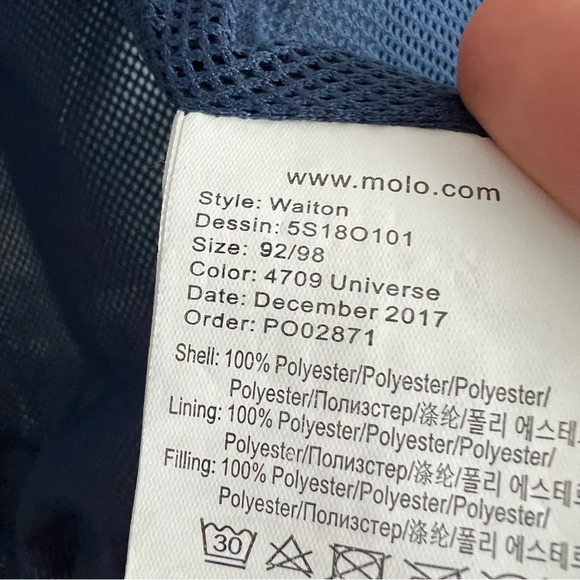 www.molo.com
Style: Waiton
Dessin: 5S18O101
Size: 92/98
Color: 4709 Universe
Date: December 2017
Order: PO02871
Shell: 100% Polyester/Polyester/Polyester/
Polyester/Полиэстер/涤纶/폴리 에스테
Lining: 100% Polyester/Polyester/Polyester/
Polyester/Полиэстер/涤纶/폴리 에스테
Filling: 100% Polyester/Polyester/Polyester/
Polyester/Полиэстер/涤纶/폴리 에스테
30